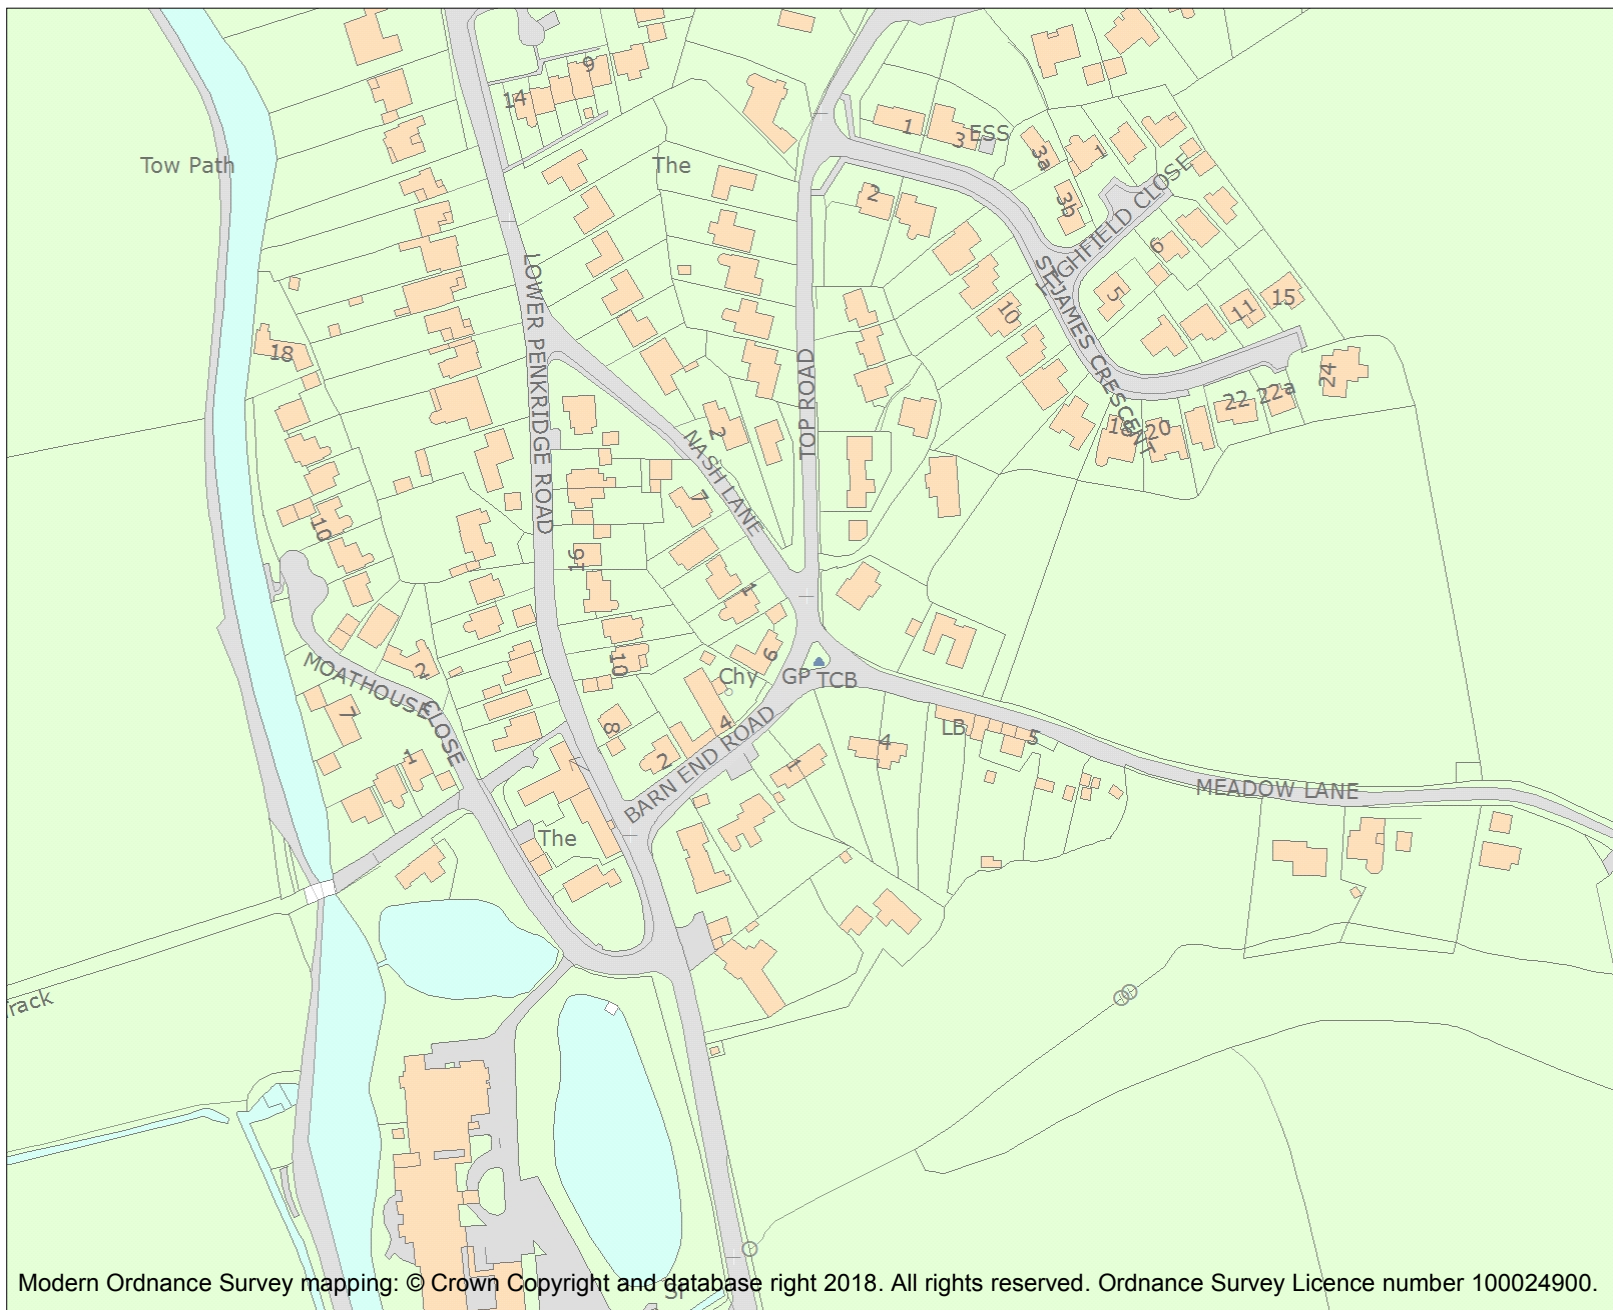 9
14
1
3
ESS
3a
1
Tow Path
The
2
3b
HIGHFIELD CLOSE
6
LOWER PENKRIDGE ROAD
ST JAMES CRESCENT
5
10
11
15
18
TOP ROAD
24
22
22a
2
NASH LANE
18
20
7
10
16
1
2
MOATHOUSE CLOSE
10
6
Chy
GP
TCB
7
8
4
BARN END ROAD
LB
5
4
2
1
1
MEADOW LANE
The
Track
Modern Ordnance Survey mapping: © Crown Copyright and database right 2018. All rights reserved. Ordnance Survey Licence number 100024900.